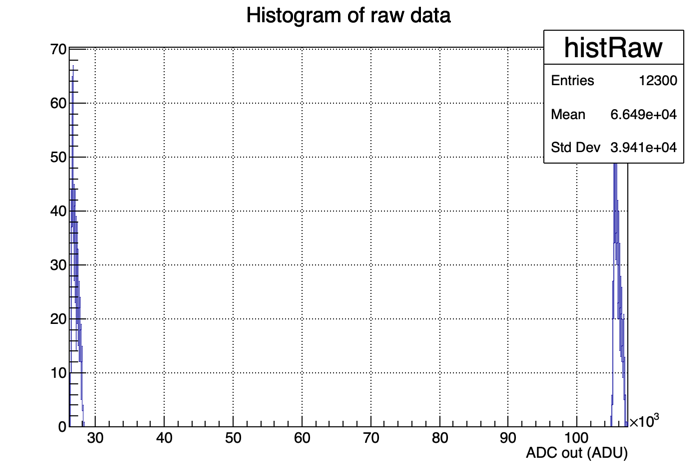 Histogram of raw data
histRaw
Entries 12300
Mean 6.649e+04
Std Dev 3.941e+04
70
60
50
40
30
20
10
0
30 40 50 60 70 80 90 100
×10³
ADC out (ADU)